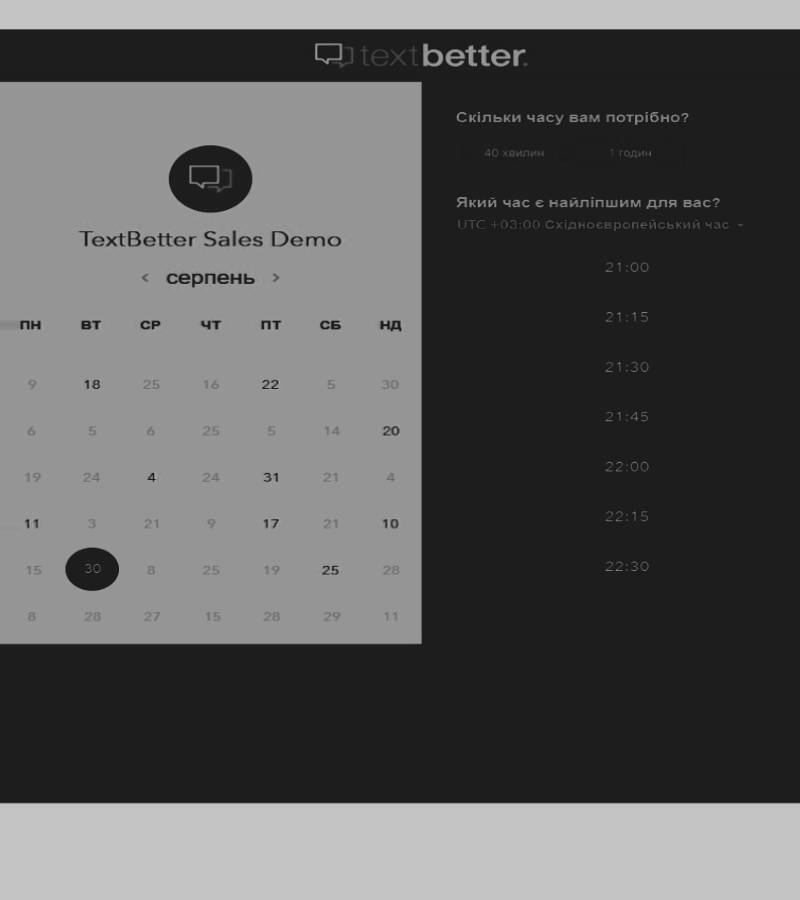 textbetter.
TextBetter Sales Demo
< серпень >
ПН ВТ СР ЧТ ПТ СБ НД
9 18 25 16 22 5 30
6 5 6 25 5 14 20
19 24 4 24 31 21 4
11 3 21 9 17 21 10
15 30 8 25 19 25 28
8 28 27 15 28 29 11
Скільки часу вам потрібно?
40 хвилин 1 годин
Який час є найліпшим для вас?
UTC +03:00 Східноєвропейський час
21:00
21:15
21:30
21:45
22:00
22:15
22:30